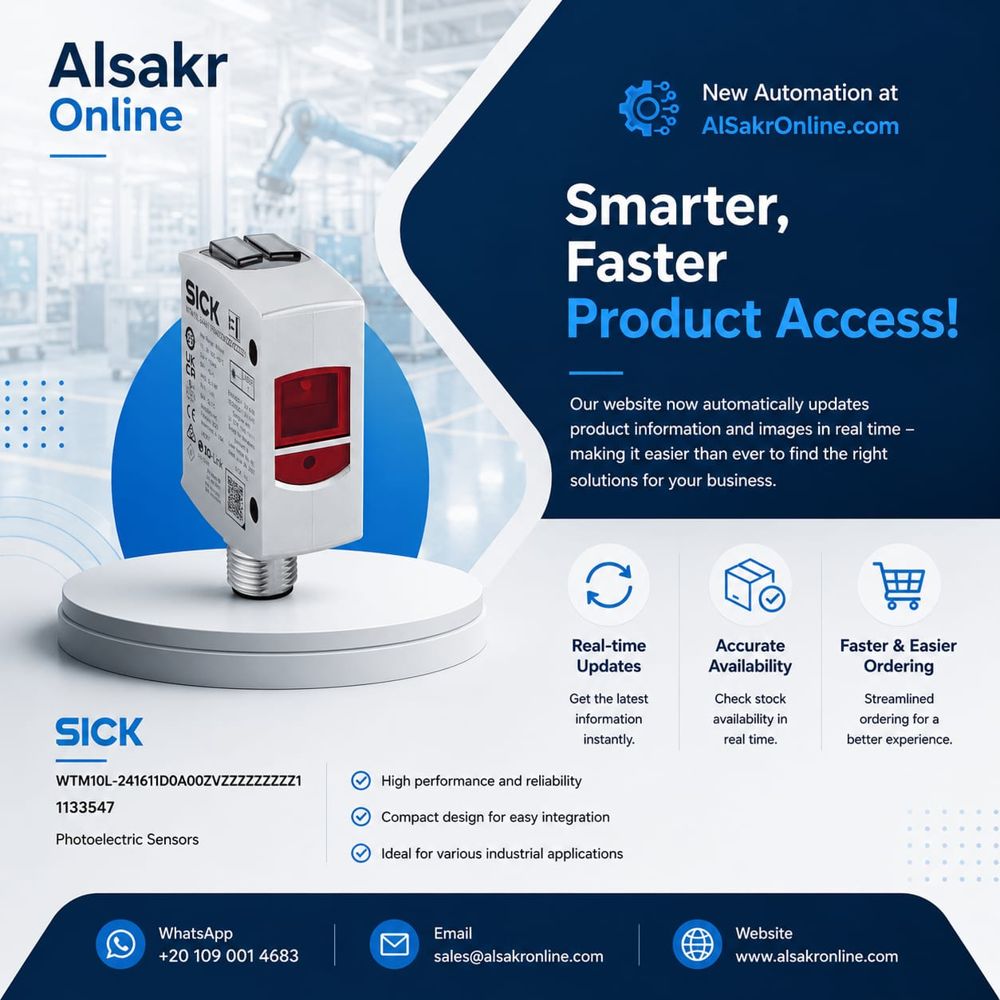 Alsakr
Online
New Automation at
AlSakrOnline.com
Smarter,
Faster
Product Access!
Our website now automatically updates
product information and images in real time –
making it easier than ever to find the right
solutions for your business.
SICK
UK
CA
CE
IO-Link
Real-time
Updates
Get the latest
information
instantly.
Accurate
Availability
Check stock
availability in
real time.
Faster & Easier
Ordering
Streamlined
ordering for a
better experience.
SICK
WTM10L-241611D0A00ZVZZZZZZZZZ1
1133547
Photoelectric Sensors
High performance and reliability
Compact design for easy integration
Ideal for various industrial applications
WhatsApp
+20 109 001 4683
Email
sales@alsakronline.com
Website
www.alsakronline.com